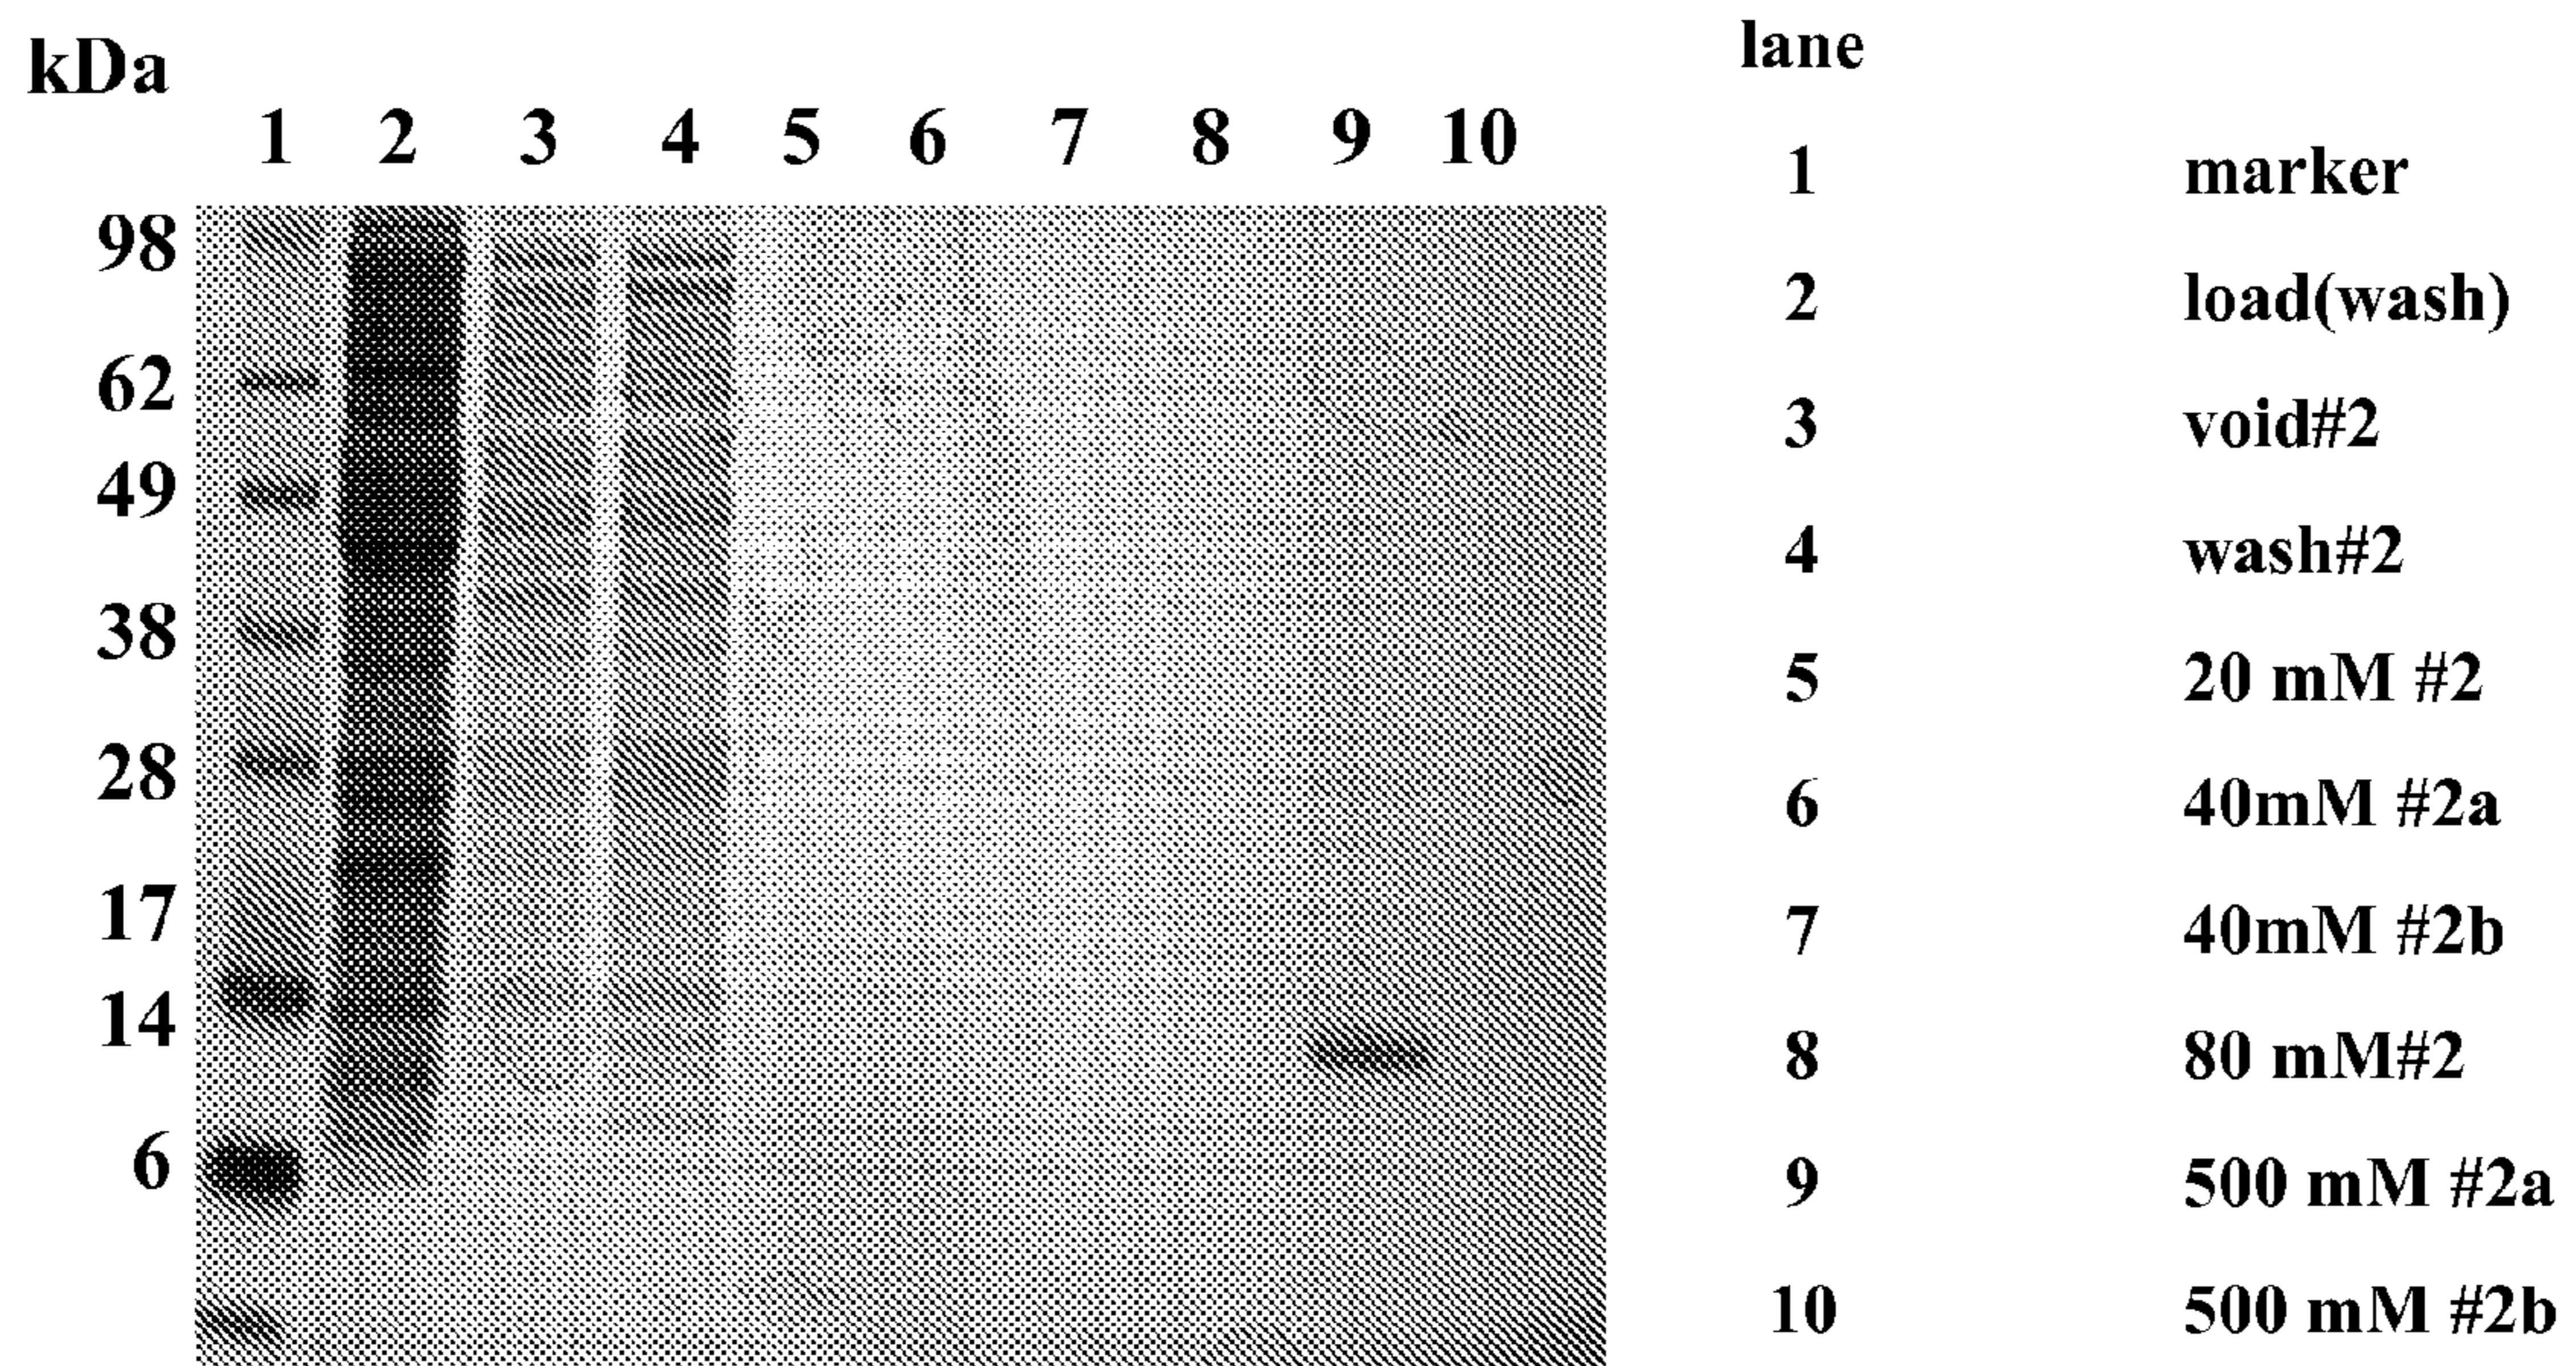 kDa
1 2 3 4 5 6 7 8 9 10
98
62
49
38
28
17
14
6
lane
1 marker
2 load(wash)
3 void#2
4 wash#2
5 20 mM #2
6 40mM #2a
7 40mM #2b
8 80 mM#2
9 500 mM #2a
10 500 mM #2b